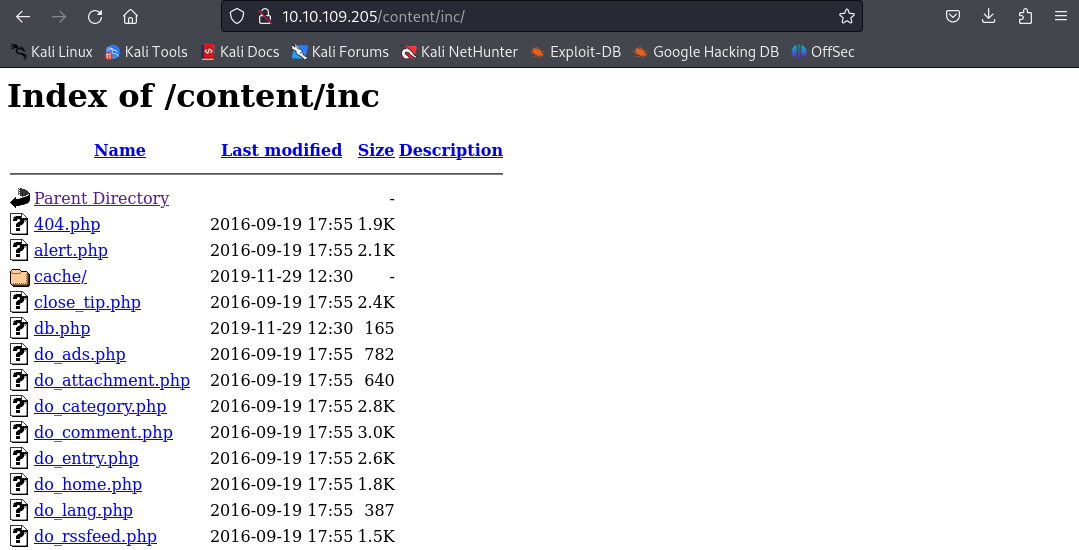 10.10.109.205/content/inc/
Kali Linux Kali Tools Kali Docs Kali Forums Kali NetHunter Exploit-DB Google Hacking DB OffSec
Index of /content/inc
Name Last modified Size Description
Parent Directory -
404.php 2016-09-19 17:55 1.9K
alert.php 2016-09-19 17:55 2.1K
cache/ 2019-11-29 12:30 -
close_tip.php 2016-09-19 17:55 2.4K
db.php 2019-11-29 12:30 165
do_ads.php 2016-09-19 17:55 782
do_attachment.php 2016-09-19 17:55 640
do_category.php 2016-09-19 17:55 2.8K
do_comment.php 2016-09-19 17:55 3.0K
do_entry.php 2016-09-19 17:55 2.6K
do_home.php 2016-09-19 17:55 1.8K
do_lang.php 2016-09-19 17:55 387
do_rssfeed.php 2016-09-19 17:55 1.5K